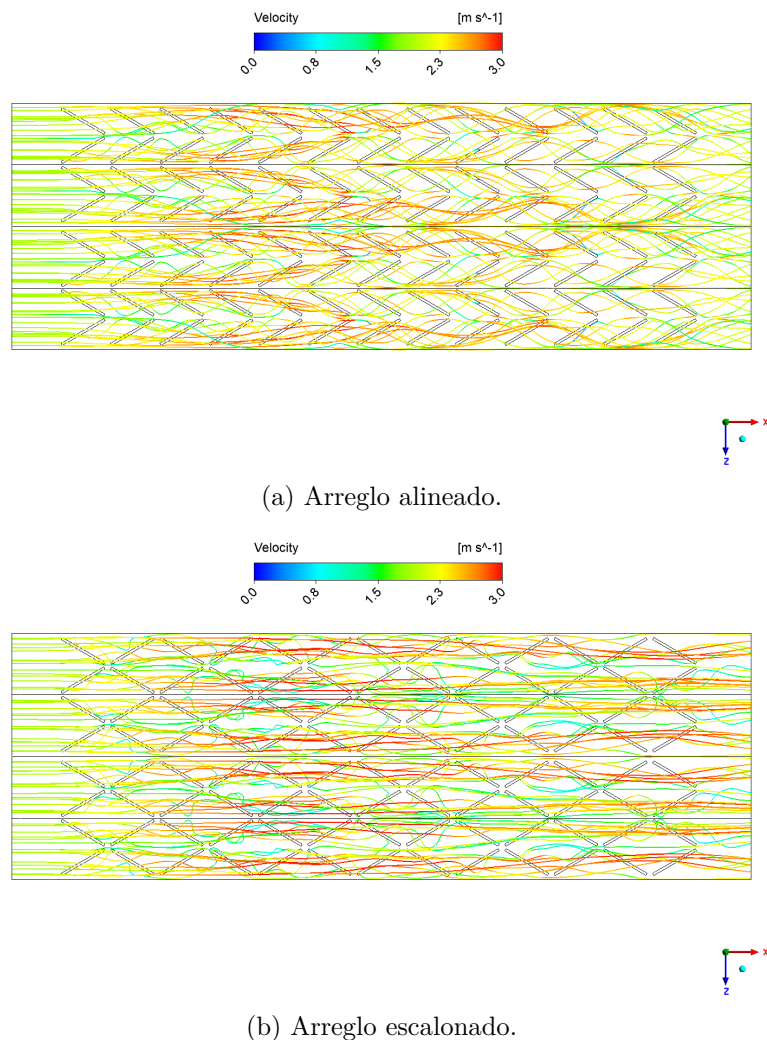 Velocity [m s^-1]
0.0 0.8 1.5 2.3 3.0
X
Z
(a) Arreglo alineado.
Velocity [m s^-1]
0.0 0.8 1.5 2.3 3.0
X
Z
(b) Arreglo escalonado.